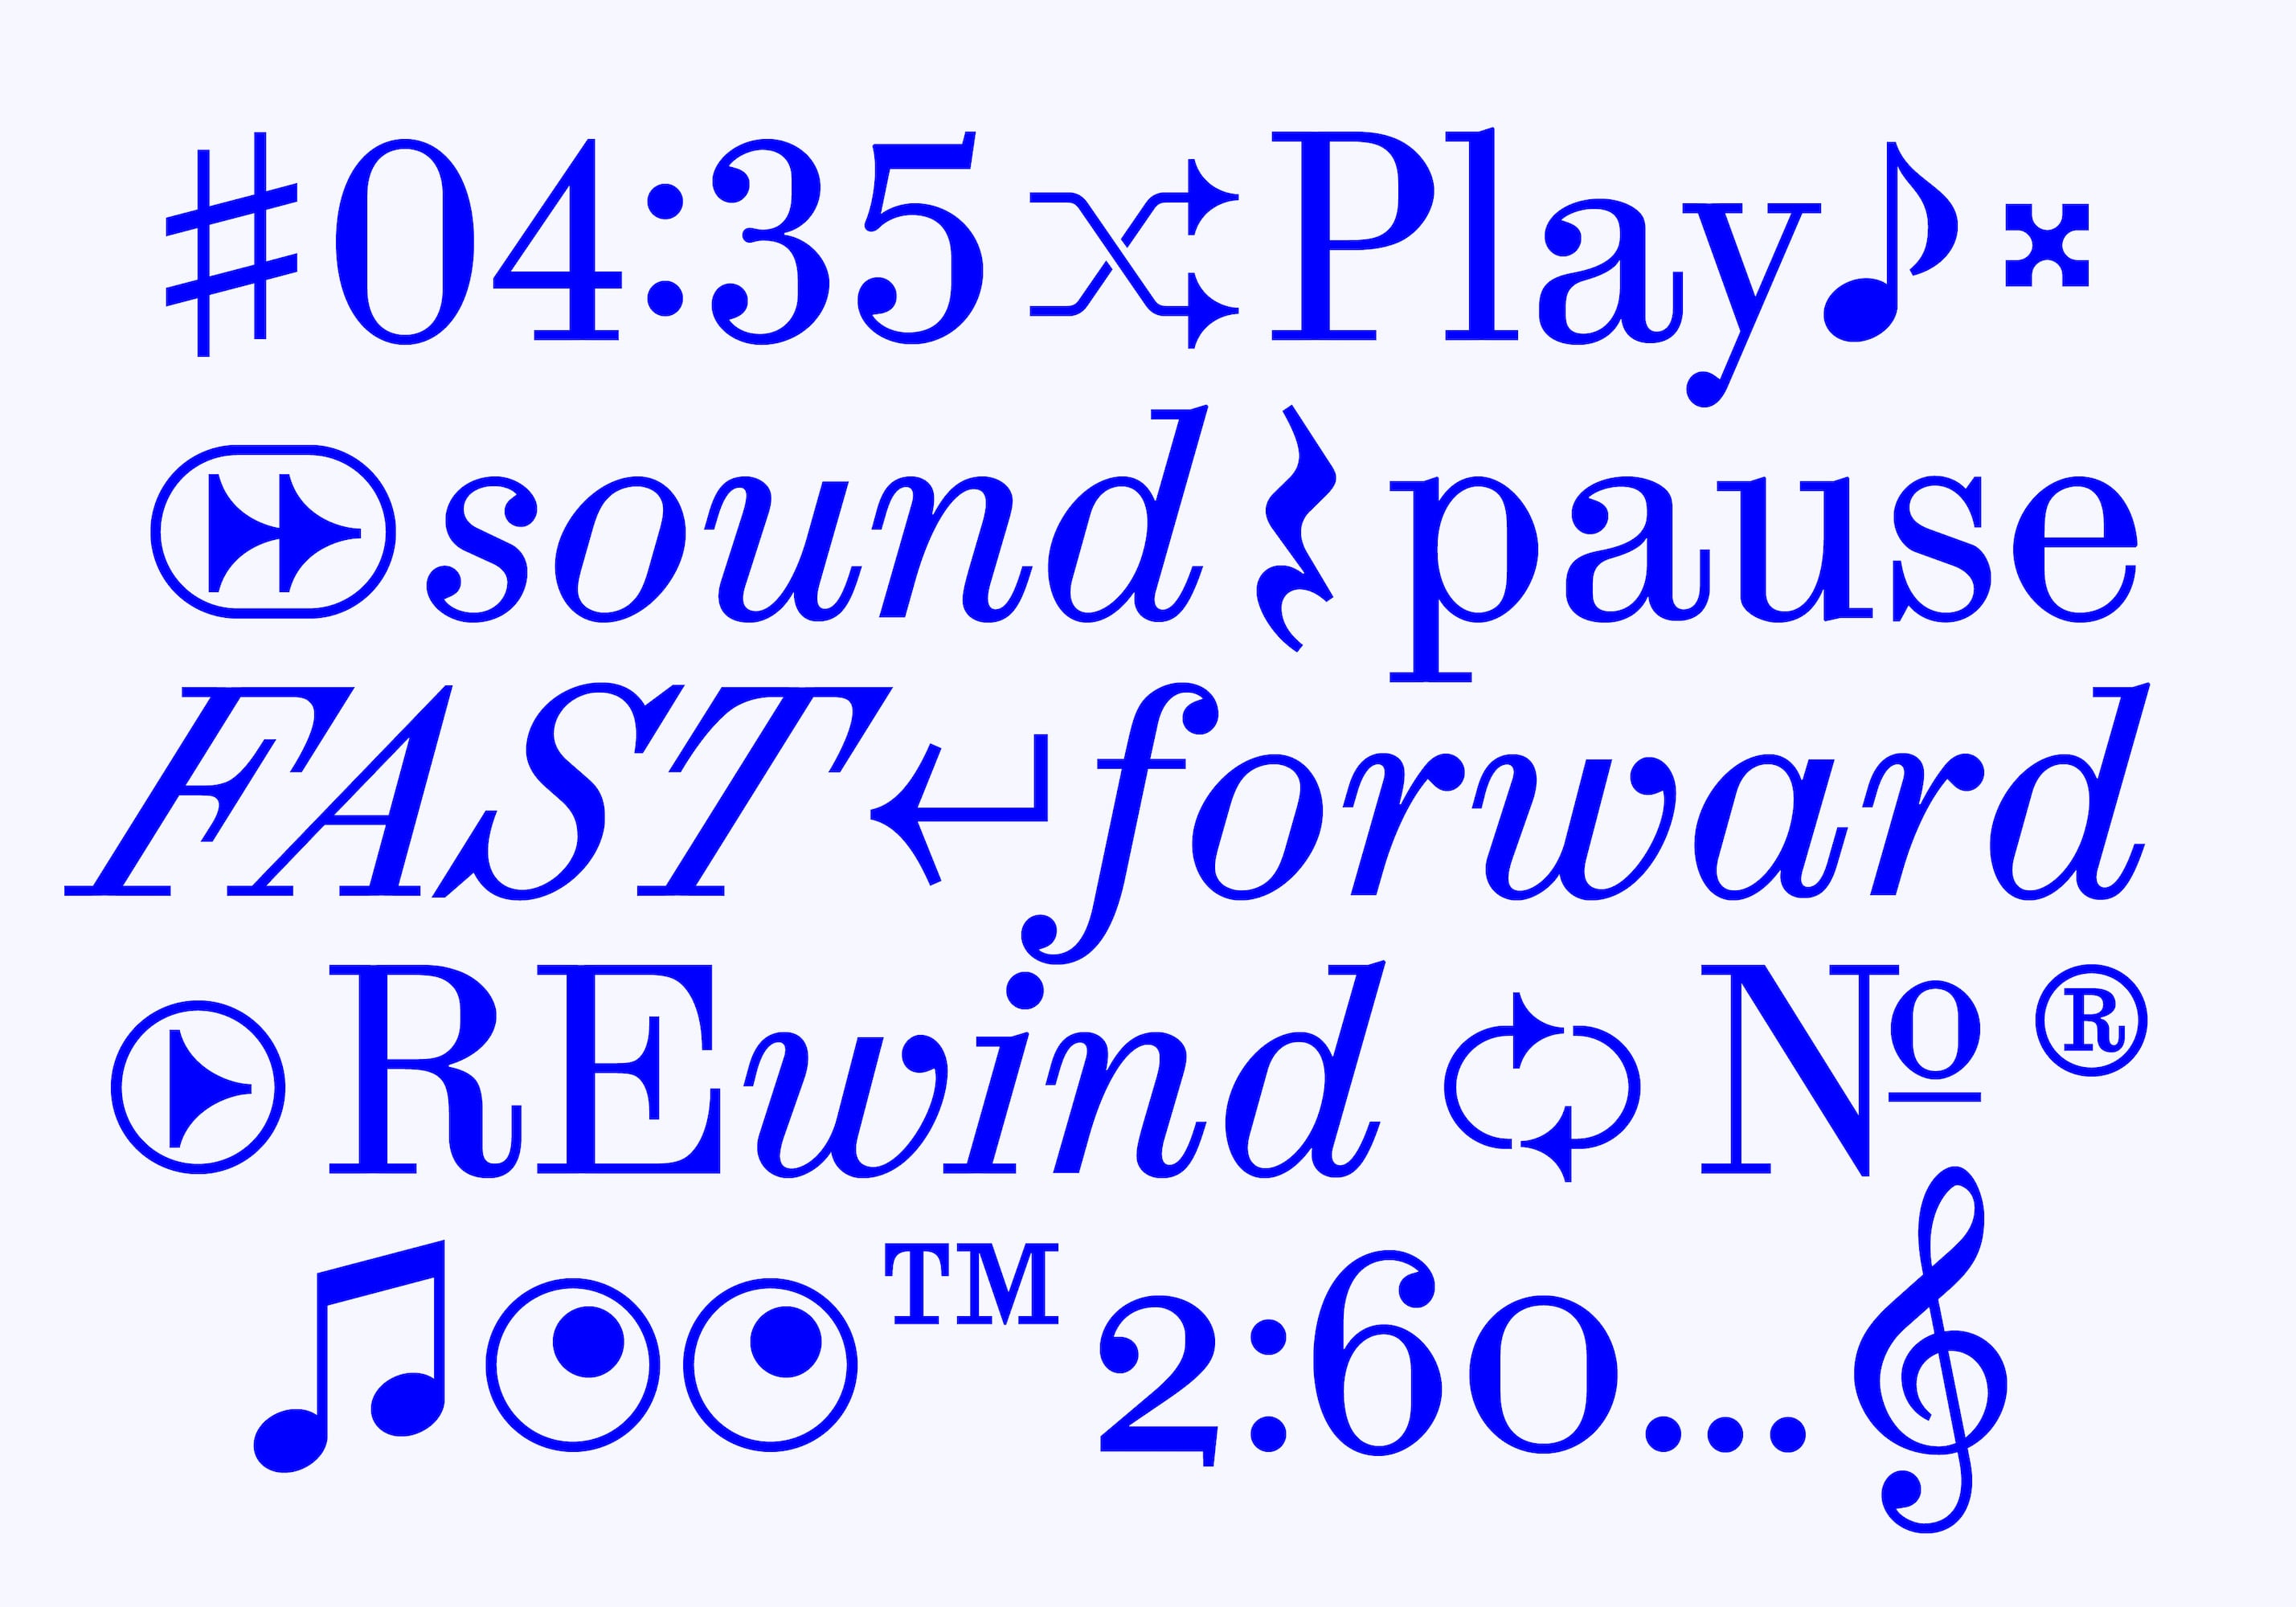 ♯04:35🔀Play♪𝄪
⏩sound𝄽pause
FAST↵forward
▶REwind🔁№®
♫👀™2:60...𝄞